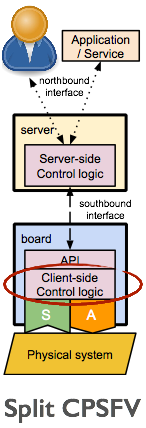 Application
/ Service
northbound
interface
server
Server-side
Control logic
southbound
interface
board
API
Client-side
Control logic
S A
Physical system
Split CPSFV